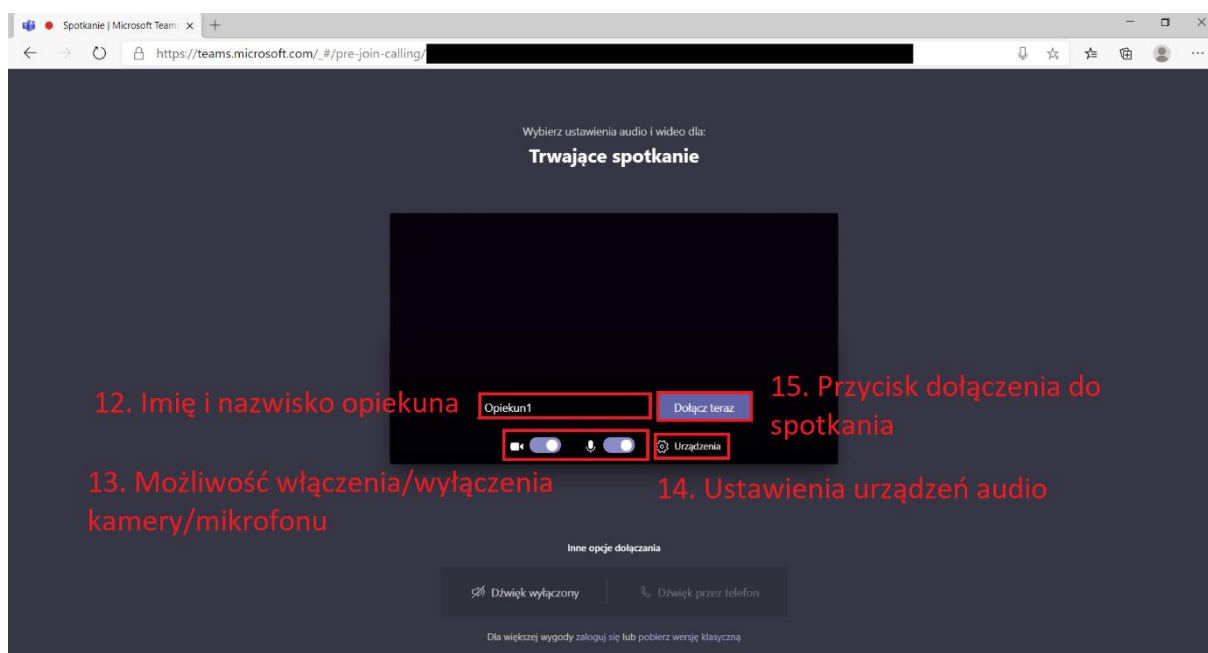 Spotkanie | Microsoft Team
https://teams.microsoft.com/_#/pre-join-calling/
Wybierz ustawienia audio i wideo dla:
Trwające spotkanie
12. Imię i nazwisko opiekuna
Opiekun1
Dołącz teraz
15. Przycisk dołączenia do
spotkania
Urządzenia
13. Możliwość włączenia/wyłączenia
kamery/mikrofonu
14. Ustawienia urządzeń audio
Inne opcje dołączania
Dźwięk wyłączony
Dźwięk przez telefon
Dla większej wygody zaloguj się lub pobierz wersję klasyczną